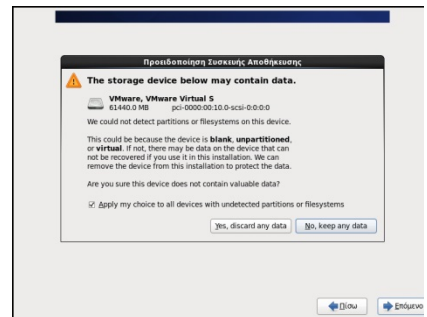 Προειδοποίηση Συσκευής Αποθήκευσης
The storage device below may contain data.
VMware, VMware Virtual S
61440.0 MB pci-0000:00:10.0-scsi-0:0:0:0
We could not detect partitions or filesystems on this device.
This could be because the device is blank, unpartitioned,
or virtual. If not, there may be data on the device that can
not be recovered if you use it in this installation. We can
remove the device from this installation to protect the data.
Are you sure this device does not contain valuable data?
Apply my choice to all devices with undetected partitions or filesystems
Yes, discard any data No, keep any data
Πίσω Επόμενο